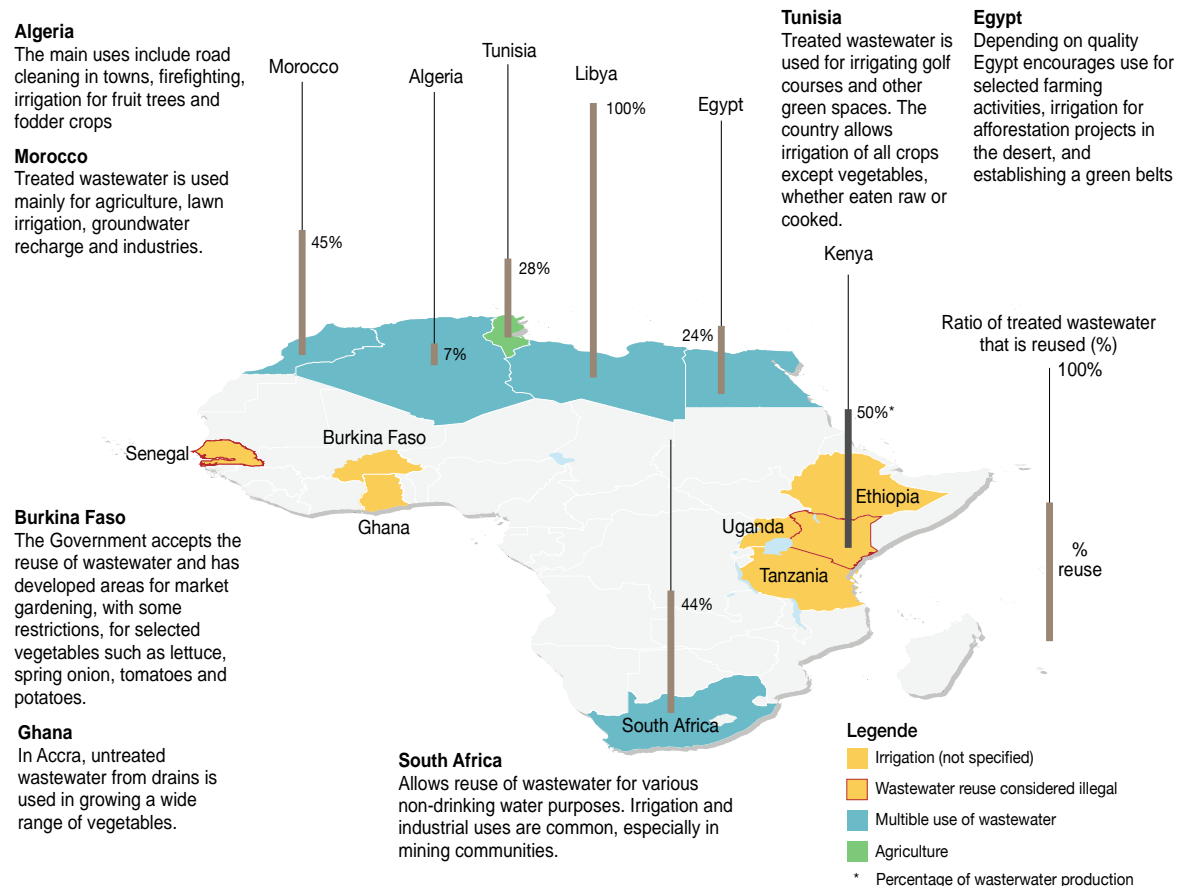 Algeria
The main uses include road
cleaning in towns, firefighting,
irrigation for fruit trees and
fodder crops
Morocco
Treated wastewater is used
mainly for agriculture, lawn
irrigation, groundwater
recharge and industries.
Tunisia
Treated wastewater is
used for irrigating golf
courses and other
green spaces. The
country allows
irrigation of all crops
except vegetables,
whether eaten raw or
cooked.
Egypt
Depending on quality
Egypt encourages use for
selected farming
activities, irrigation for
afforestation projects in
the desert, and
establishing a green belts
Morocco
Algeria
Tunisia
Libya
Egypt
Kenya
45%
7%
28%
100%
24%
50%*
44%
Ratio of treated wastewater
that is reused (%)
100%
%
reuse
Senegal
Burkina Faso
Ghana
Ethiopia
Uganda
Tanzania
South Africa
Burkina Faso
The Government accepts the
reuse of wastewater and has
developed areas for market
gardening, with some
restrictions, for selected
vegetables such as lettuce,
spring onion, tomatoes and
potatoes.
Ghana
In Accra, untreated
wastewater from drains is
used in growing a wide
range of vegetables.
South Africa
Allows reuse of wastewater for various
non-drinking water purposes. Irrigation and
industrial uses are common, especially in
mining communities.
Legende
Irrigation (not specified)
Wastewater reuse considered illegal
Multible use of wastewater
Agriculture
* Percentage of wasterwater production